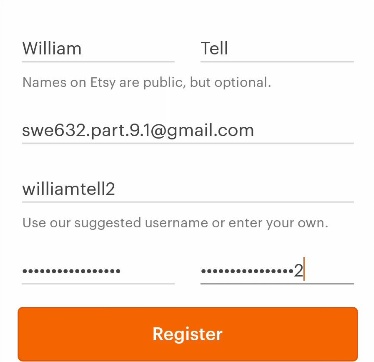 William Tell
Names on Etsy are public, but optional.
swe632.part.9.1@gmail.com
williamtell2
Use our suggested username or enter your own.
••••••••••••••••• ••••••••••••••••2
Register